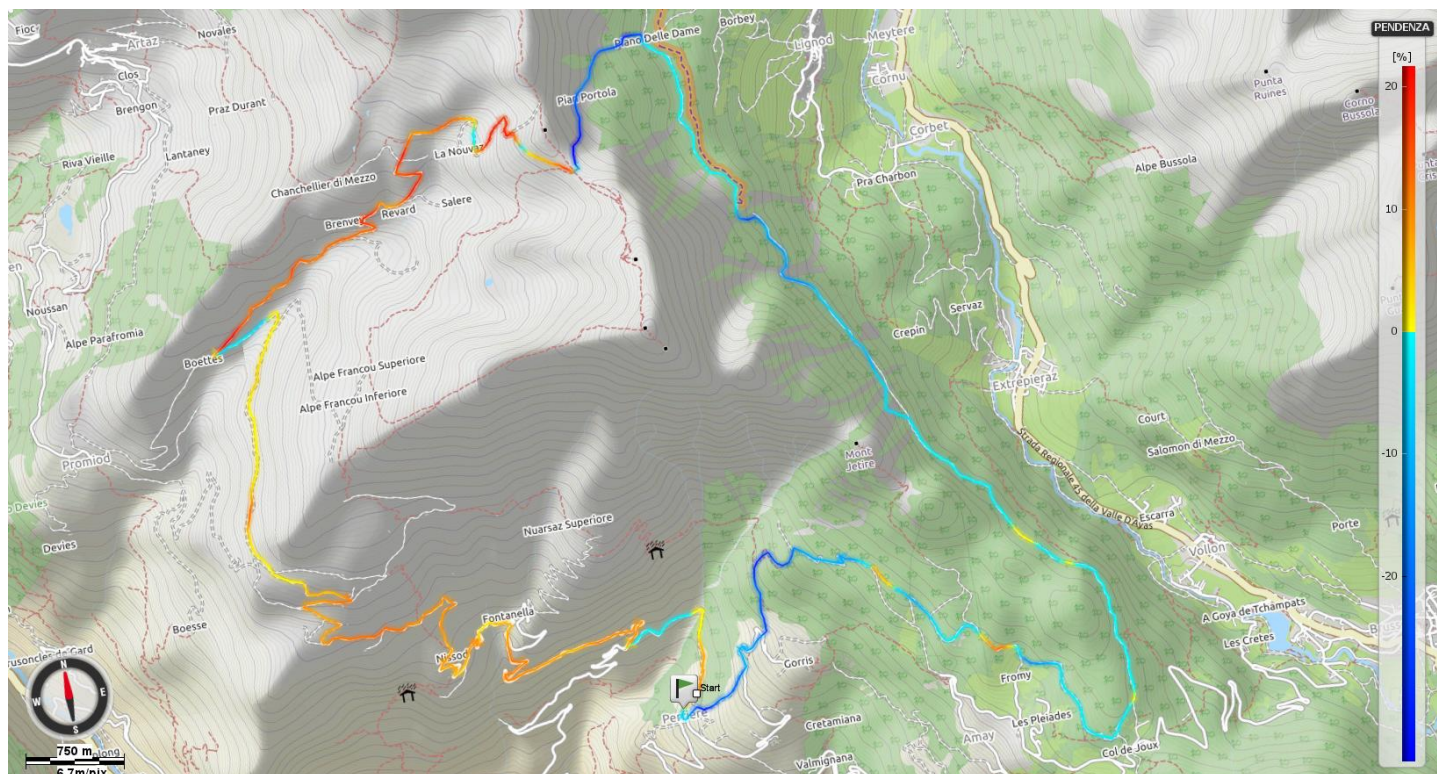 Fioc
Artaz
Novales
Clos
Brengon
Praz Durant
Riva Vieille
Lantaney
Noussan
Alpe Parafromia
Promiod
Devies
Boesse
Chanchellier di Mezzo
La Nouva
Salere
Revard
Boettes
Alpe Francou Superiore
Alpe Francou Inferiore
Nuarsaz Superiore
Fontanella
Nissod
Pian Portola
Piano Delle Dame
Borbey
Lignod
Meytere
Cornu
Corbet
Pra Charbon
Alpe Bussola
Punta
Ruines
Corno
Bussola
Servaz
Crepin
Extrepieraz
Court
Salomon di Mezzo
Mont
Jetire
Strada Regionale 45 della Valle D'Ayas
Escarra
Porte
Vollon
A Goya de Tchampats
Les Cretes
Start
Gorris
Cretamiana
Valmignana
Fromy
Les Pleiades
Amay
Col de Joux
N
W
E
S
750 m
6.7m/pix
PENDENZA
[%]
20
10
0
-10
-20